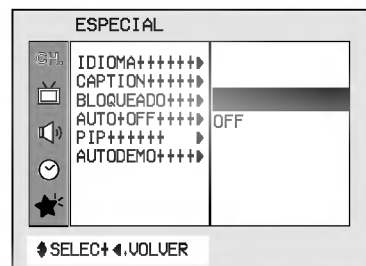 ESPECIAL
CH.
IDIOMA++++++
CAPTION+++++
BLOQUEADO+++
AUTO+OFF++++
OFF
PIP++++++
AUTODEMO++++
SELEC+ VOLVER